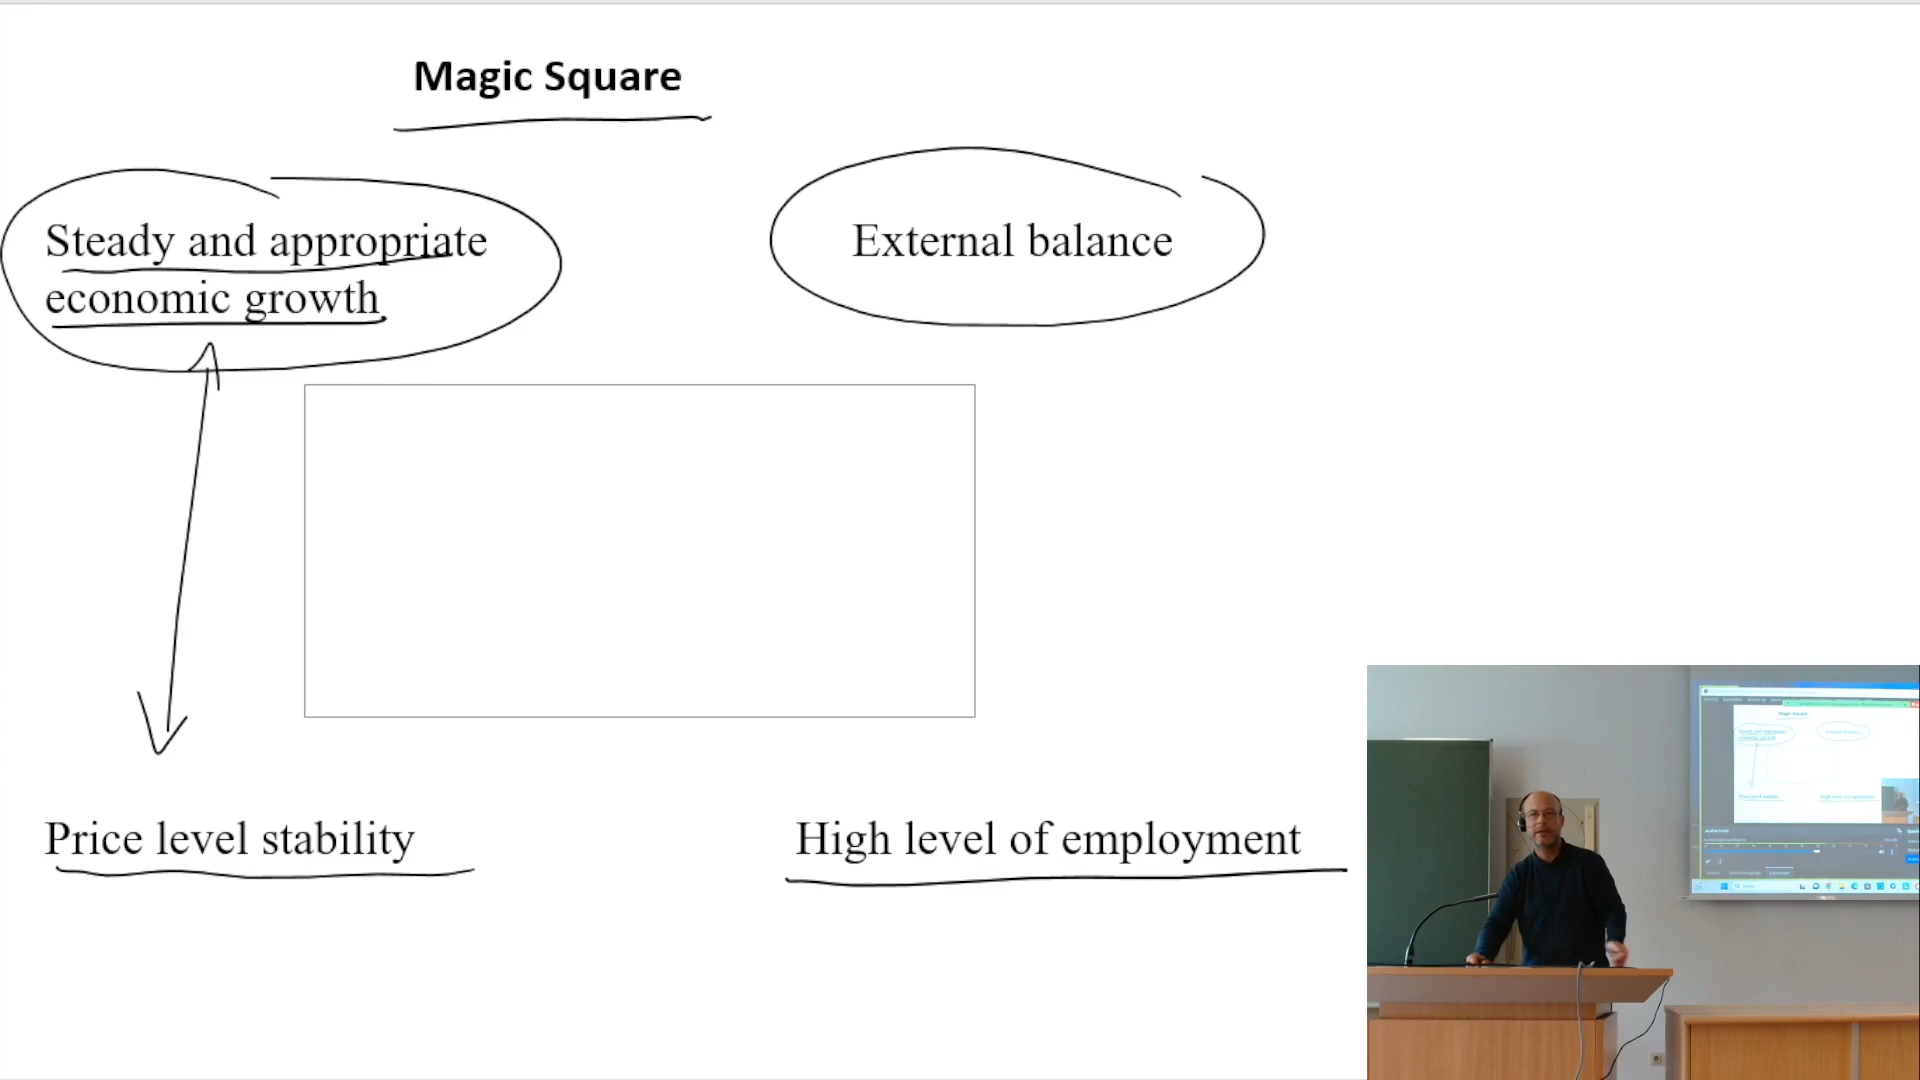 Magic Square
Steady and appropriate
economic growth
External balance
Price level stability
High level of employment